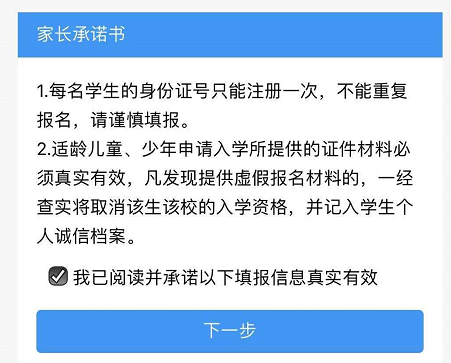 家长承诺书
1.每名学生的身份证号只能注册一次，不能重复
报名，请谨慎填报。
2.适龄儿童、少年申请入学所提供的证件材料必
须真实有效，凡发现提供虚假报名材料的，一经
查实将取消该生该校的入学资格，并记入学生个
人诚信档案。
我已阅读并承诺以下填报信息真实有效
下一步